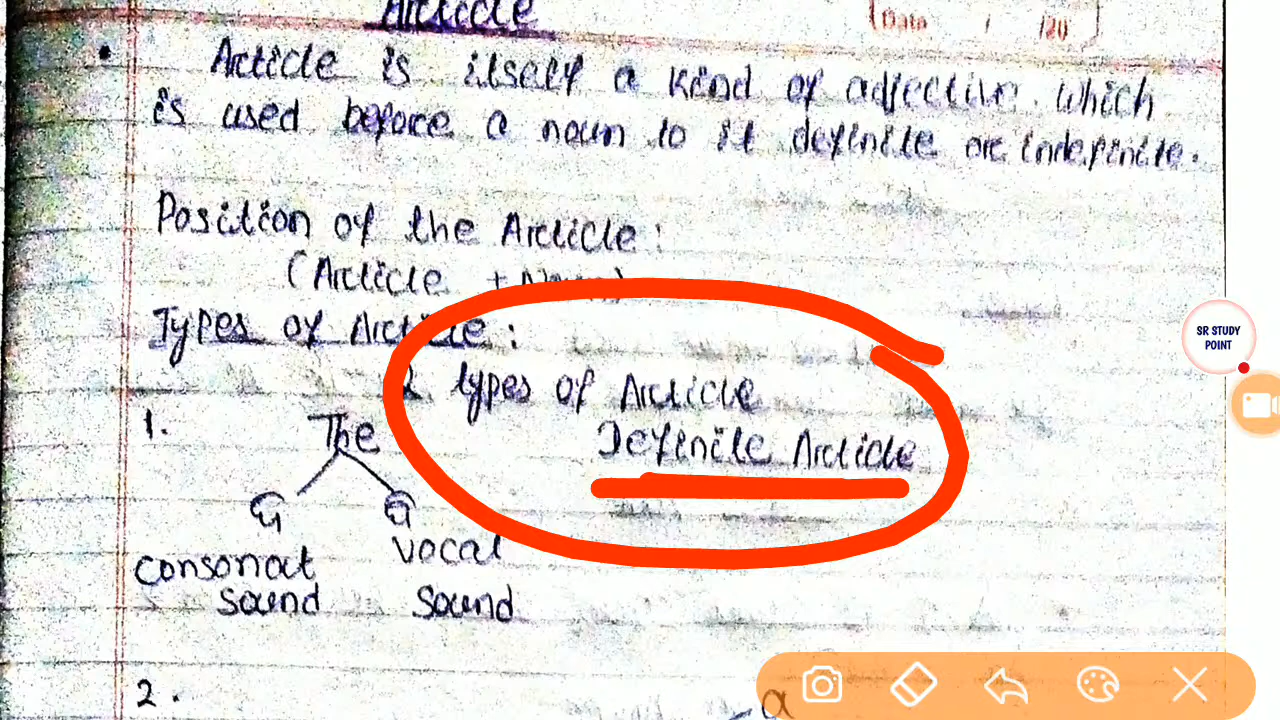 Article
Date / /20
• Article is itself a kind of adjective which
is used before a noun to it definite or indefinite.
Position of the Article:
(Article + Noun)
Types of Article:
2 types of Article
1. The Definite Article
consonat vocal
sound sound
2. a
SR STUDY
POINT